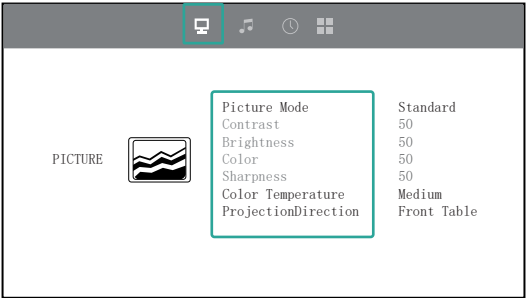 PICTURE
Picture Mode Standard
Contrast 50
Brightness 50
Color 50
Sharpness 50
Color Temperature Medium
ProjectionDirection Front Table